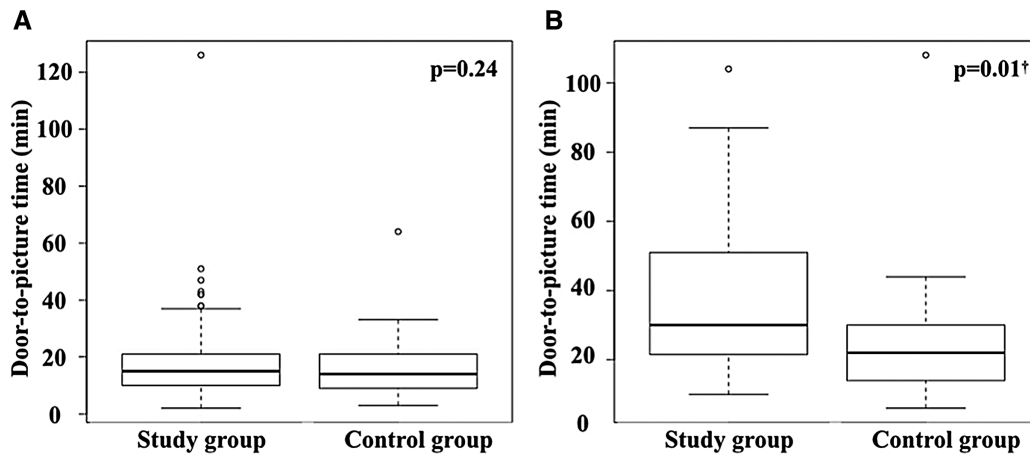 A
B
p=0.24
p=0.01†
Door-to-picture time (min)
120
100
80
60
40
20
0
Study group
Control group
Door-to-picture time (min)
100
80
60
40
20
0
Study group
Control group